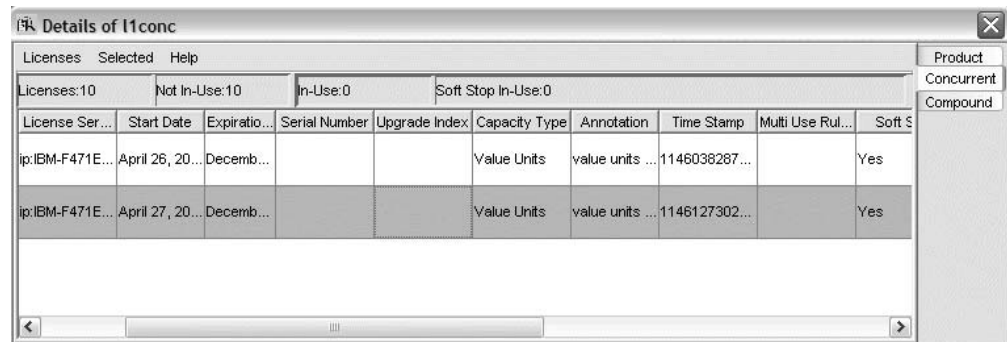 Details of l1conc
Licenses Selected Help
Product
Concurrent
Compound
Licenses:10 Not In-Use:10 In-Use:0 Soft Stop In-Use:0
License Ser... Start Date Expiratio... Serial Number Upgrade Index Capacity Type Annotation Time Stamp Multi Use Rul... Soft S
ip:IBM-F471E... April 26, 20... Decemb... Value Units value units ... 1146038287... Yes
ip:IBM-F471E... April 27, 20... Decemb... Value Units value units ... 1146127302... Yes